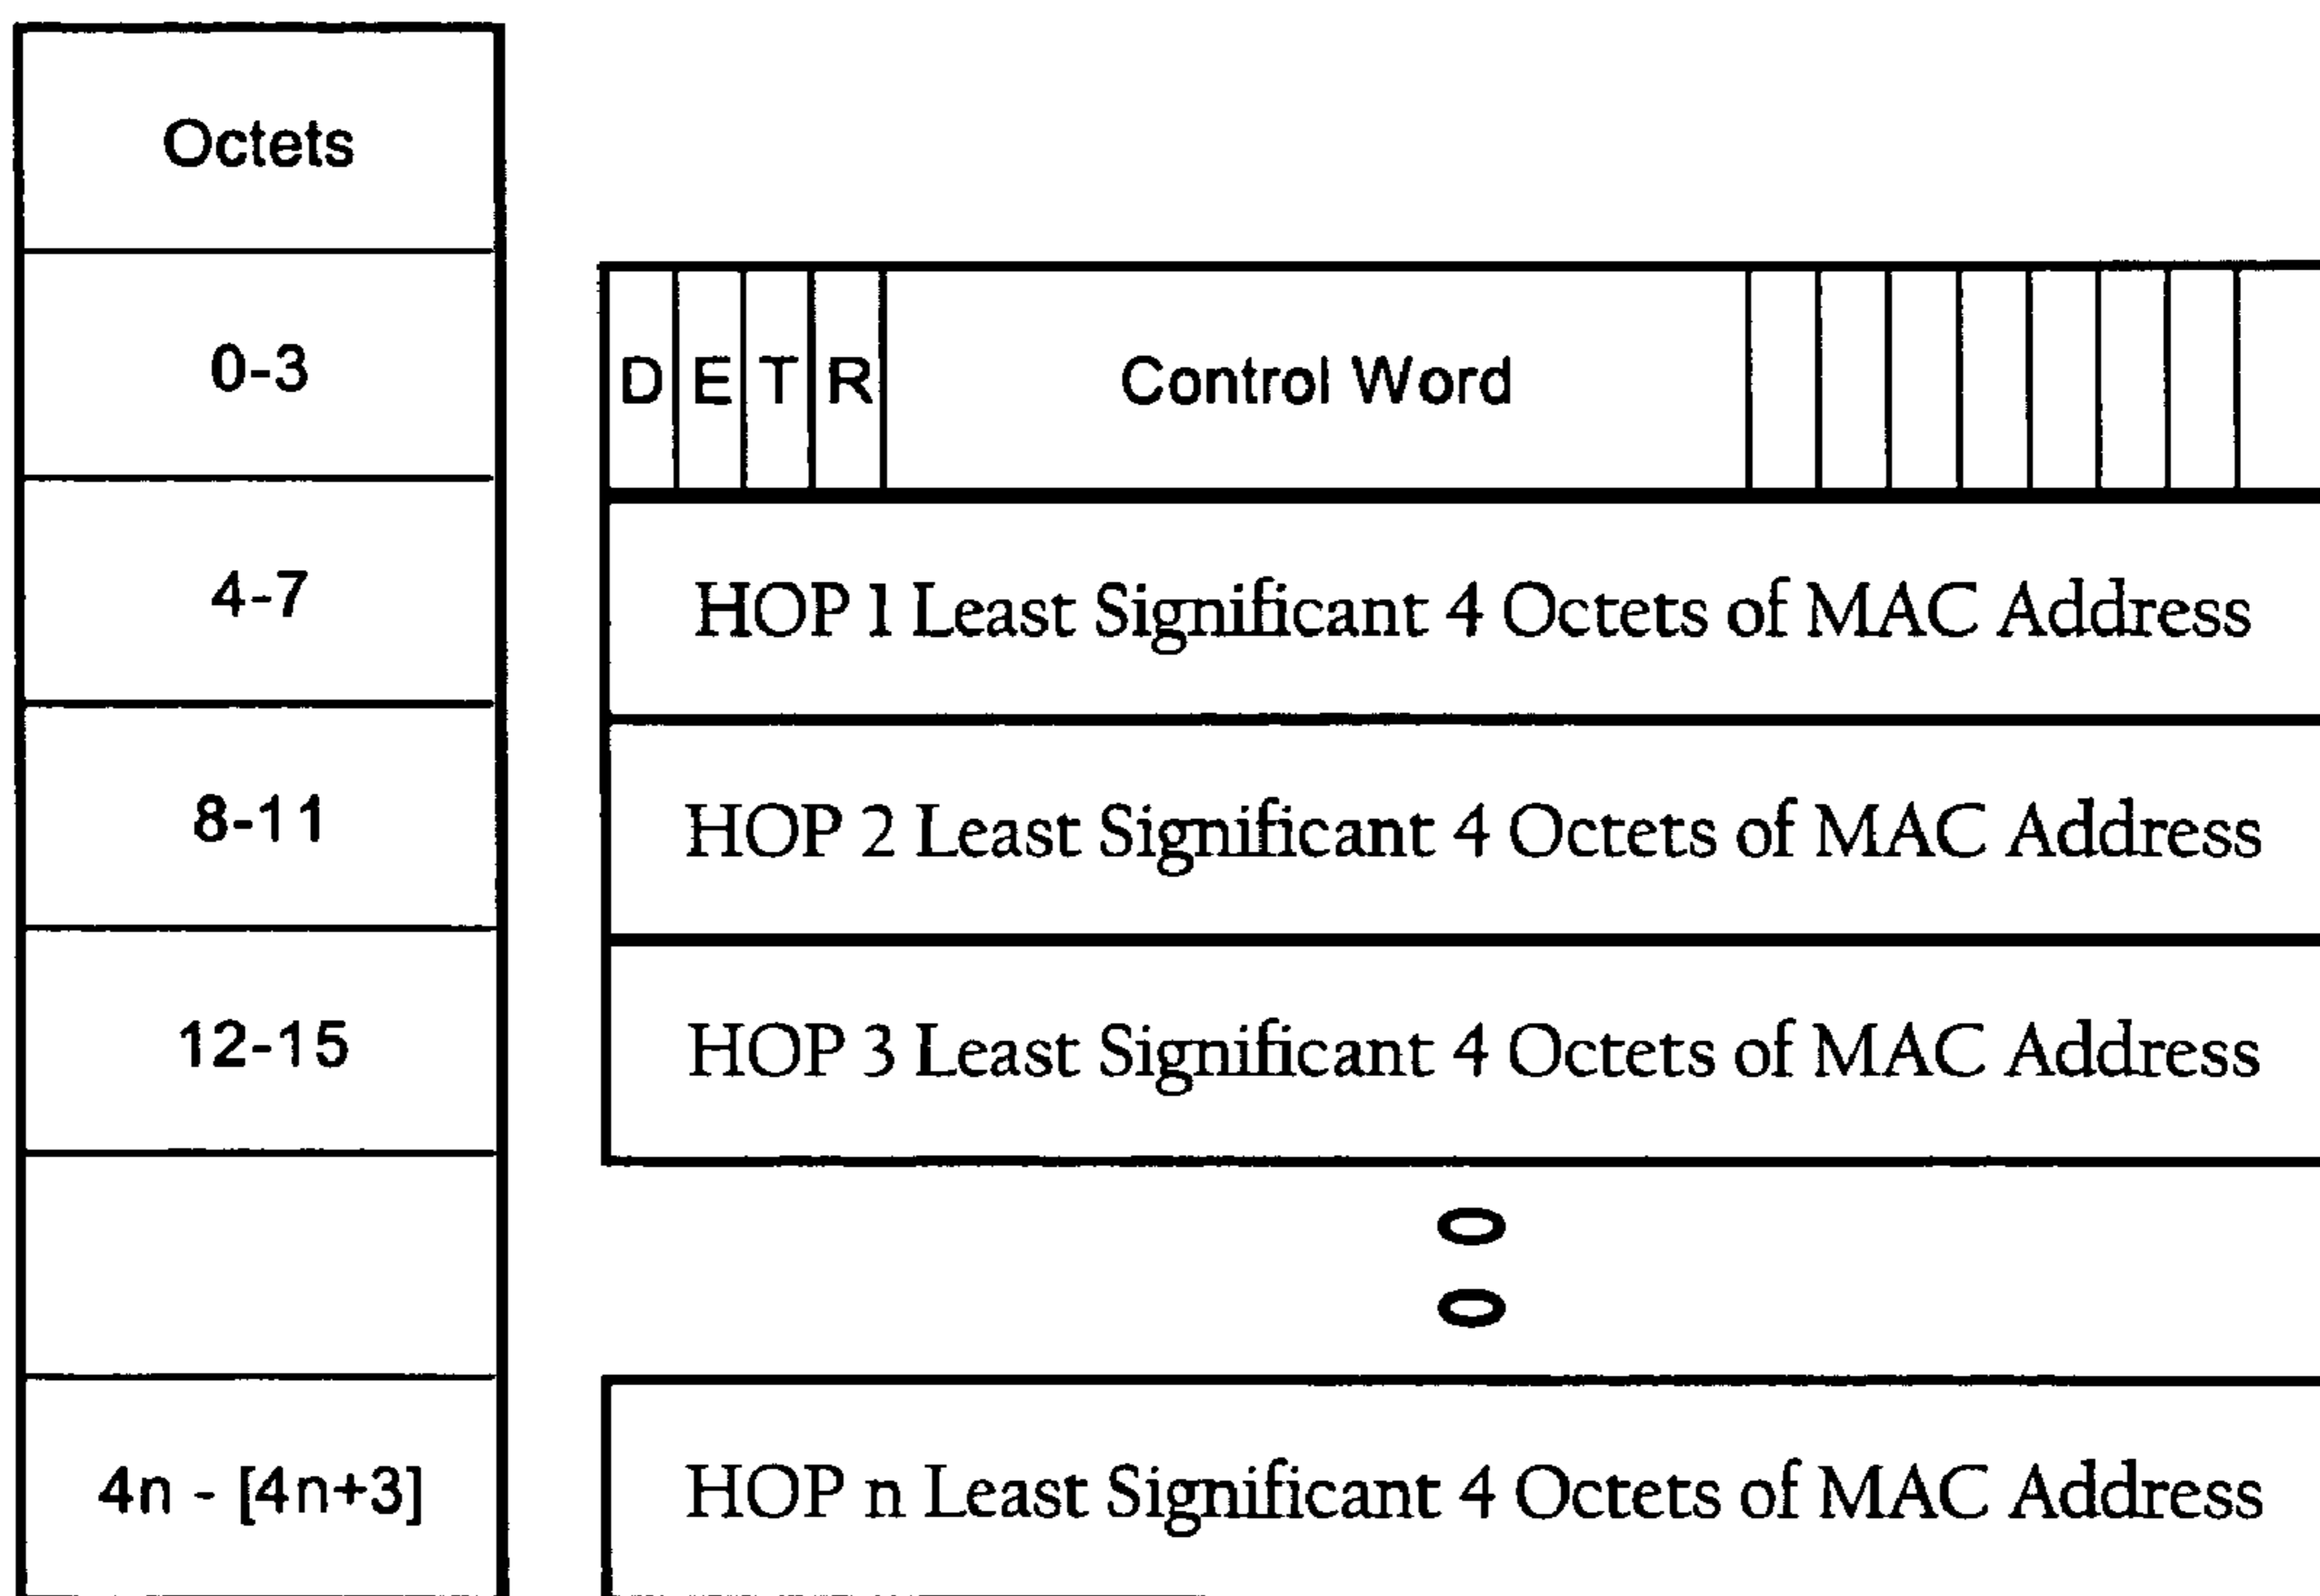 Octets
0-3
D E T R Control Word
4-7
HOP 1 Least Significant 4 Octets of MAC Address
8-11
HOP 2 Least Significant 4 Octets of MAC Address
12-15
HOP 3 Least Significant 4 Octets of MAC Address
4n - [4n+3]
HOP n Least Significant 4 Octets of MAC Address